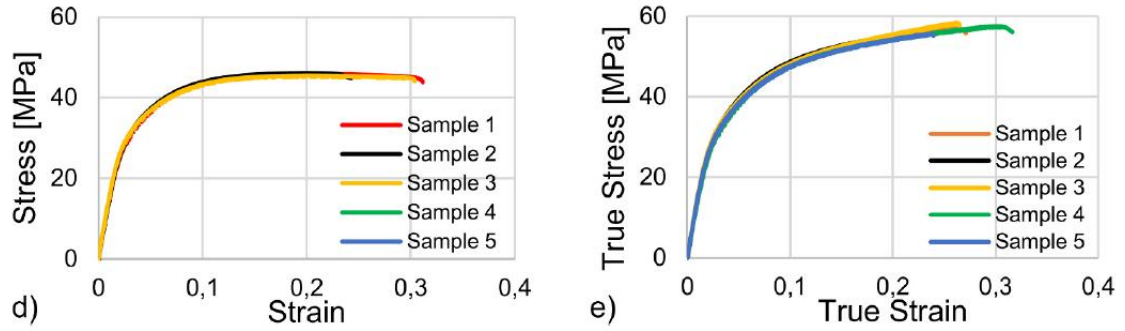 60
40
20
0
Stress [MPa]
0
0,1
0,2
0,3
0,4
Strain
Sample 1
Sample 2
Sample 3
Sample 4
Sample 5
d)
60
40
20
0
True Stress [MPa]
0
0,1
0,2
0,3
0,4
True Strain
Sample 1
Sample 2
Sample 3
Sample 4
Sample 5
e)